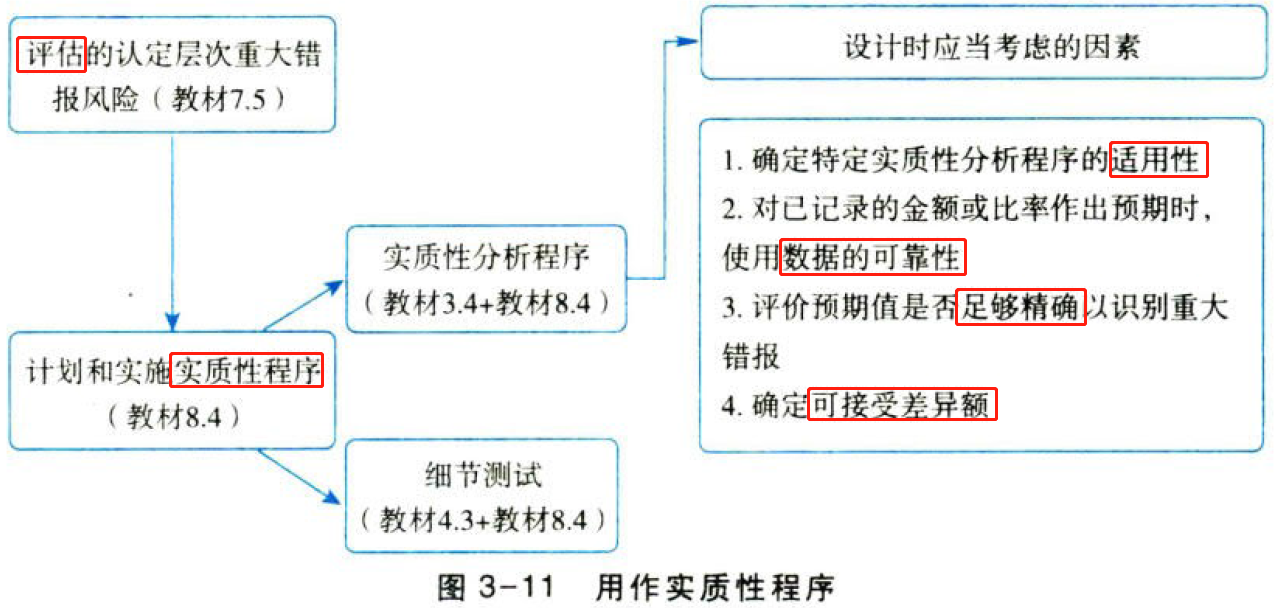 评估的认定层次重大错
报风险（教材7.5）
设计时应当考虑的因素
1. 确定特定实质性分析程序的适用性
2. 对已记录的金额或比率作出预期时，
使用数据的可靠性
3. 评价预期值是否足够精确以识别重大
错报
4. 确定可接受差异额
实质性分析程序
（教材3.4+教材8.4）
计划和实施实质性程序
（教材8.4）
细节测试
（教材4.3+教材8.4）
图 3-11 用作实质性程序